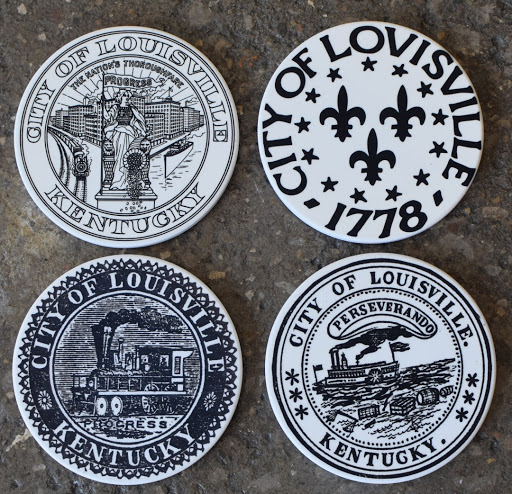 CITY OF LOUISVILLE
THE NATION'S THOROUGHFARE
PROGRESS
KENTUCKY
CITY OF LOVISVILLE
· 1778 ·
CITY OF LOUISVILLE
PROGRESS
KENTUCKY
CITY OF LOUISVILLE.
PERSEVERANDO
KENTUCKY.